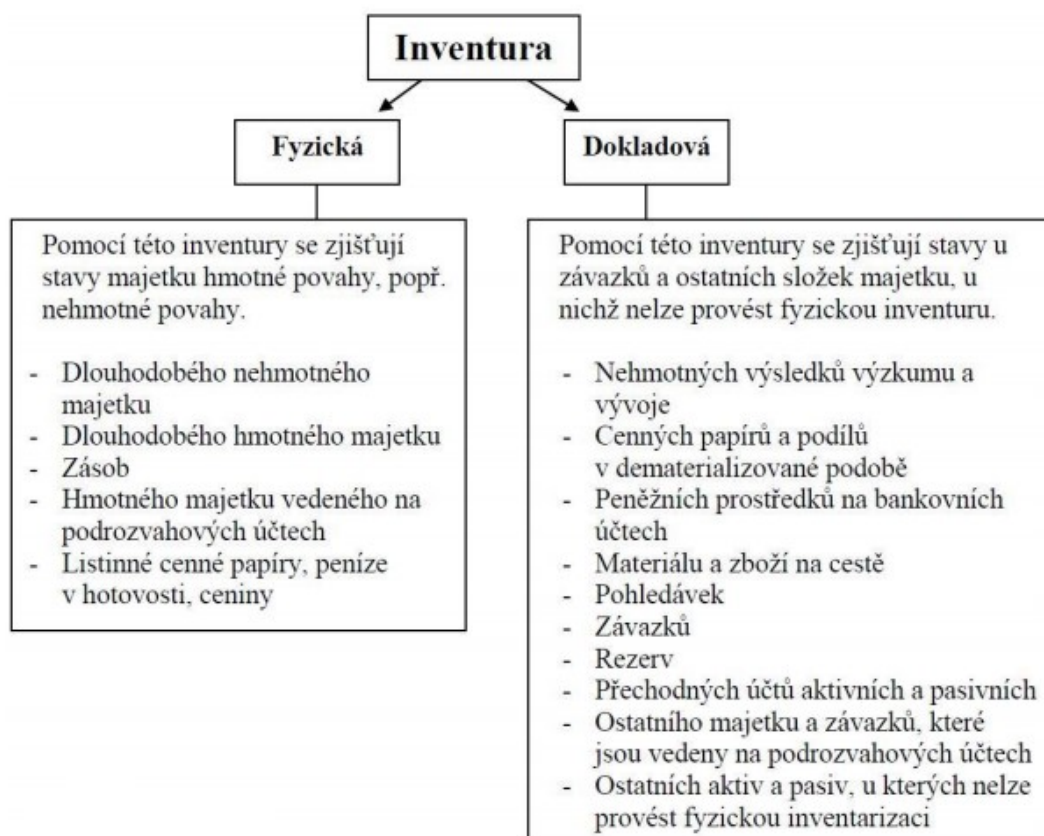 Inventura
Fyzická
Dokladová
Pomocí této inventury se zjišťují
stavy majetku hmotné povahy, popř.
nehmotné povahy.
- Dlouhodobého nehmotného
majetku
- Dlouhodobého hmotného majetku
- Zásob
- Hmotného majetku vedeného na
podrozvahových účtech
- Listinné cenné papíry, peníze
v hotovosti, ceniny
Pomocí této inventury se zjišťují stavy u
závazků a ostatních složek majetku, u
nichž nelze provést fyzickou inventuru.
- Nehmotných výsledků výzkumu a
vývoje
- Cenných papírů a podílů
v dematerializované podobě
- Peněžních prostředků na bankovních
účtech
- Materiálu a zboží na cestě
- Pohledávek
- Závazků
- Rezerv
- Přechodných účtů aktivních a pasivních
- Ostatního majetku a závazků, které
jsou vedeny na podrozvahových účtech
- Ostatních aktiv a pasiv, u kterých nelze
provést fyzickou inventarizaci